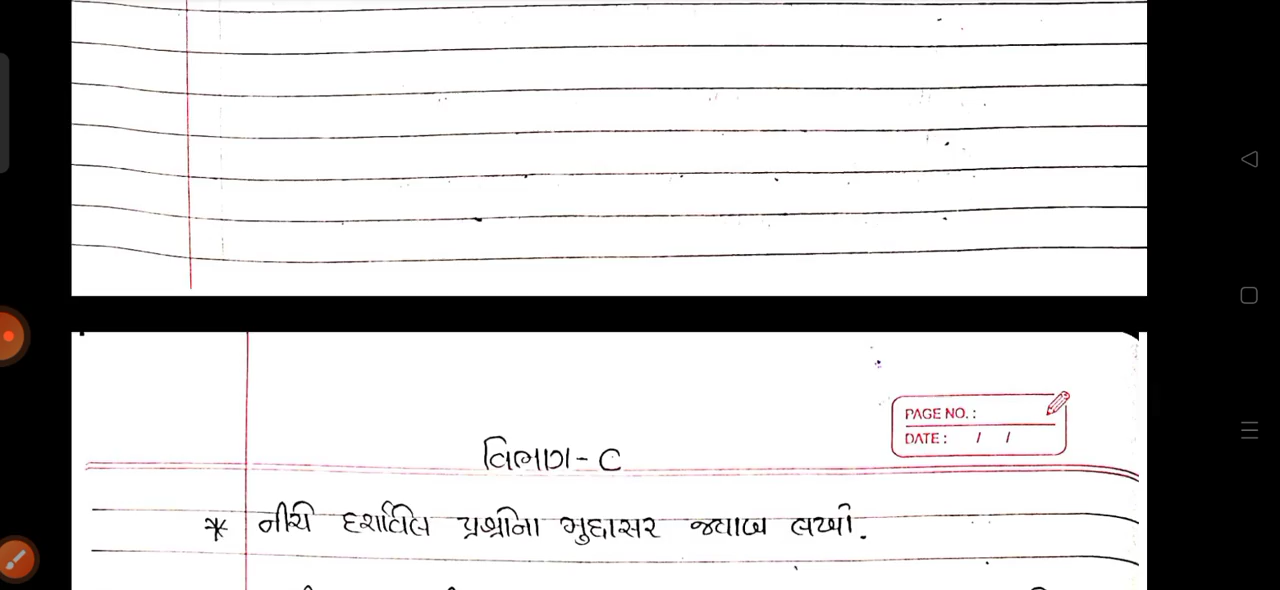 PAGE NO. :
DATE : / /
વિભાગ - C
* નીચે દર્શાવેલ પ્રશ્નોના મુદ્દાસર જવાબ લખો.